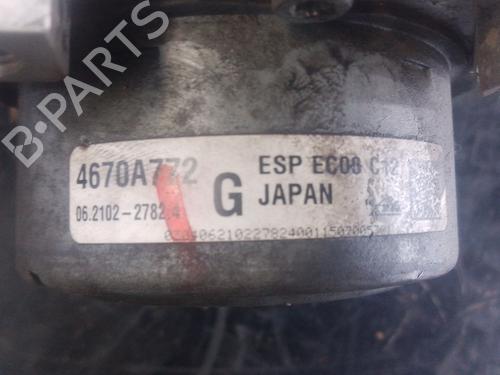 B-PARTS
4670A772
G
ESP EC08 C12
06.2102-2782.4
JAPAN